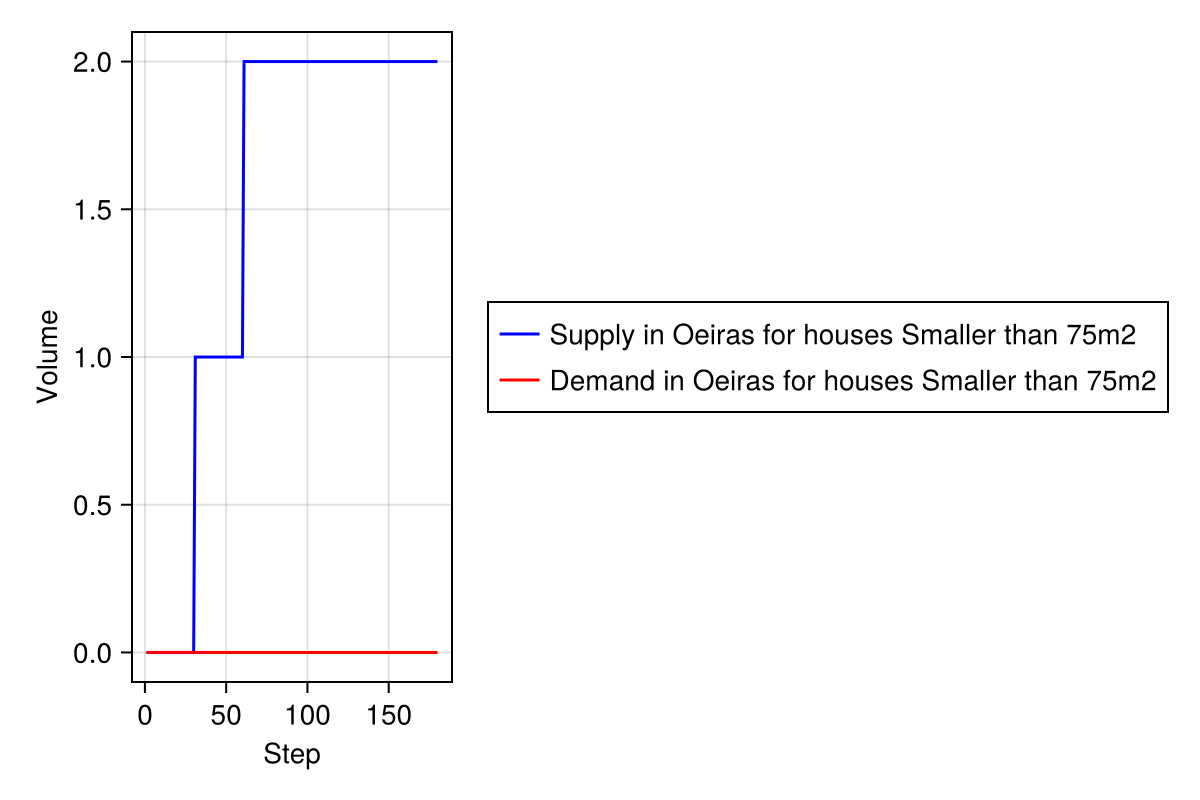 2.0
1.5
1.0
0.5
0.0
Volume
0 50 100 150
Step
Supply in Oeiras for houses Smaller than 75m2
Demand in Oeiras for houses Smaller than 75m2